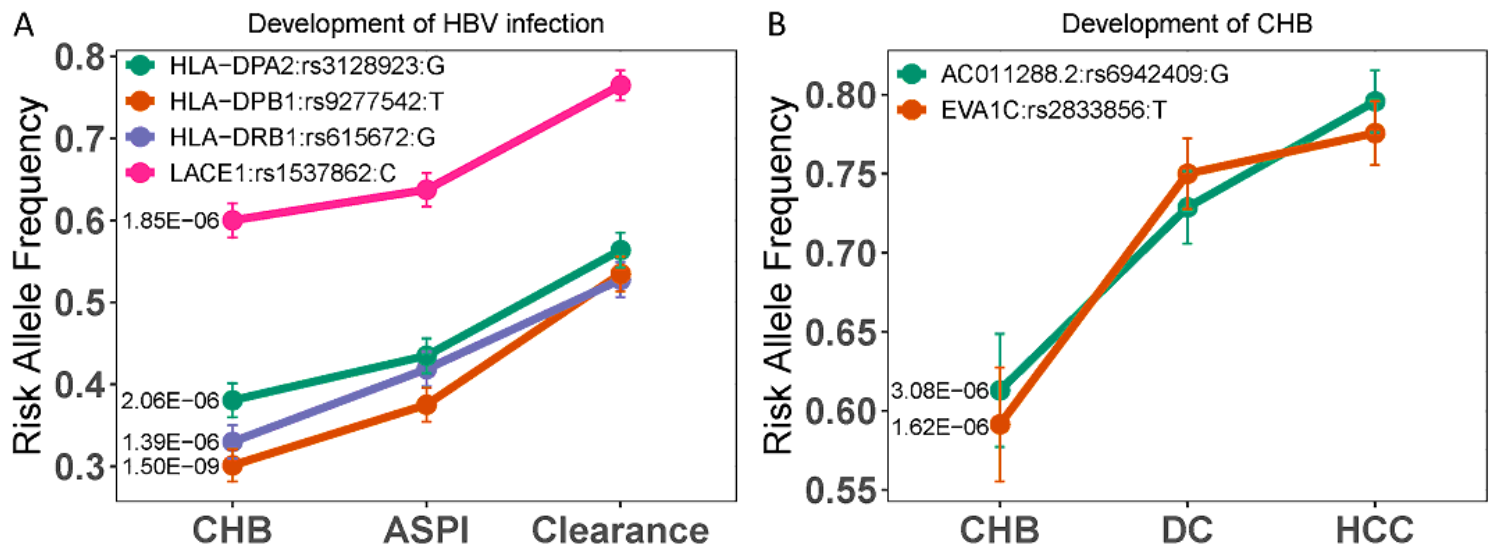 A
Development of HBV infection
Risk Allele Frequency
0.8
0.7
0.6
0.5
0.4
0.3
HLA−DPA2:rs3128923:G
HLA−DPB1:rs9277542:T
HLA−DRB1:rs615672:G
LACE1:rs1537862:C
1.85E−06
2.06E−06
1.39E−06
1.50E−09
CHB ASPI Clearance
B
Development of CHB
Risk Allele Frequency
0.80
0.75
0.70
0.65
0.60
0.55
AC011288.2:rs6942409:G
EVA1C:rs2833856:T
3.08E−06
1.62E−06
CHB DC HCC